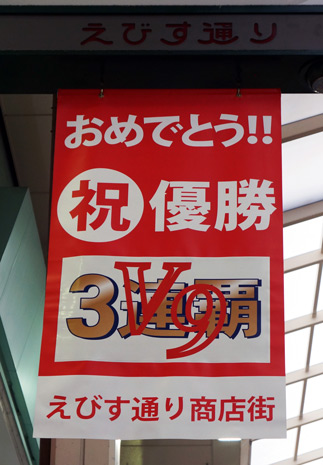 えびす通り
おめでとう!!
祝 優勝
3連覇
V9
えびす通り商店街